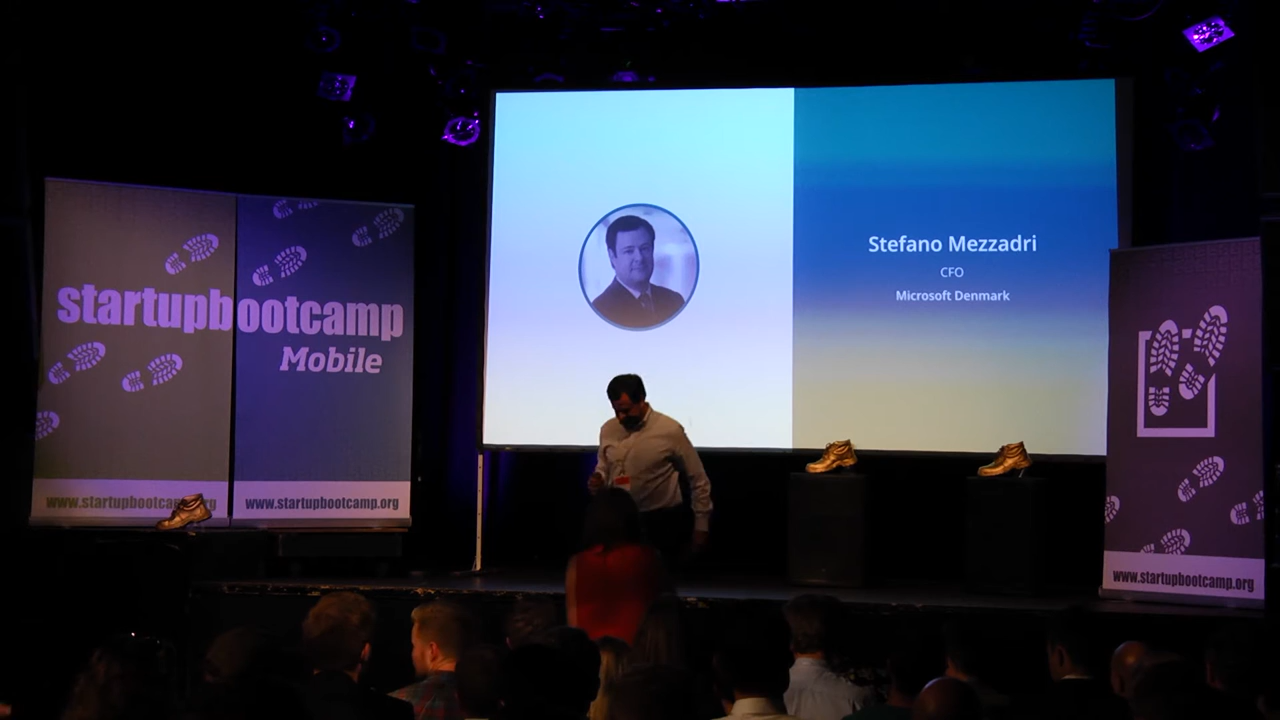 startupbootcamp
Mobile
www.startupbootcamp.org
www.startupbootcamp.org
Stefano Mezzadri
CFO
Microsoft Denmark
www.startupbootcamp.org